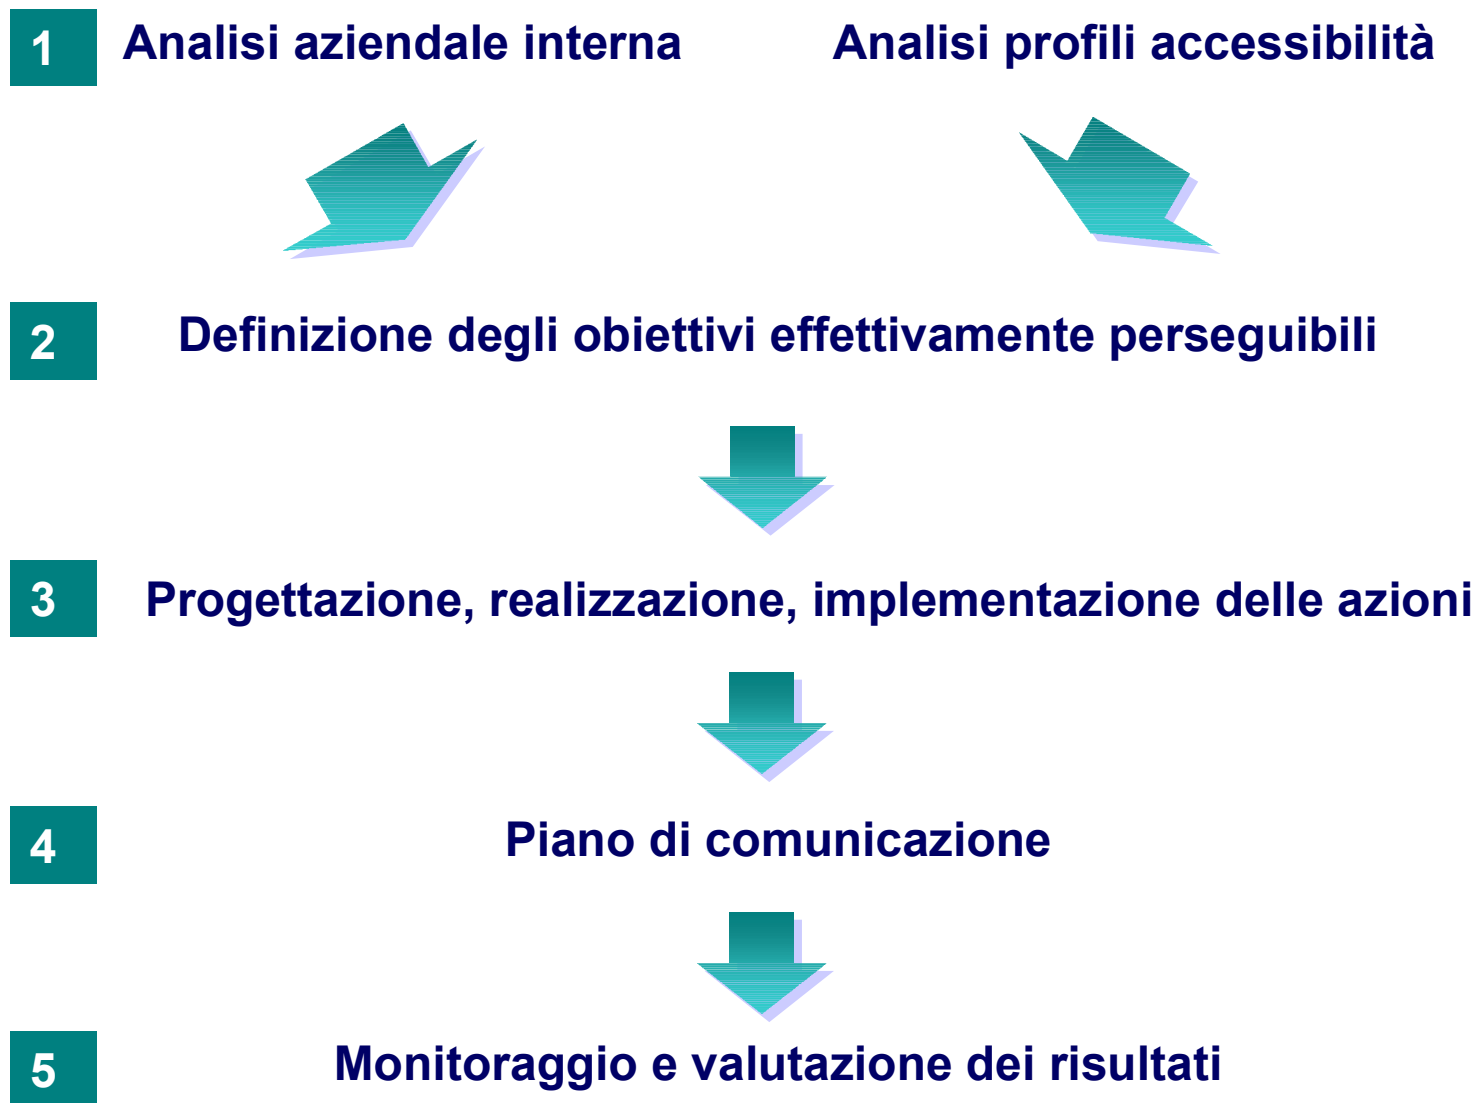 1 Analisi aziendale interna Analisi profili accessibilità
2 Definizione degli obiettivi effettivamente perseguibili
3 Progettazione, realizzazione, implementazione delle azioni
4 Piano di comunicazione
5 Monitoraggio e valutazione dei risultati